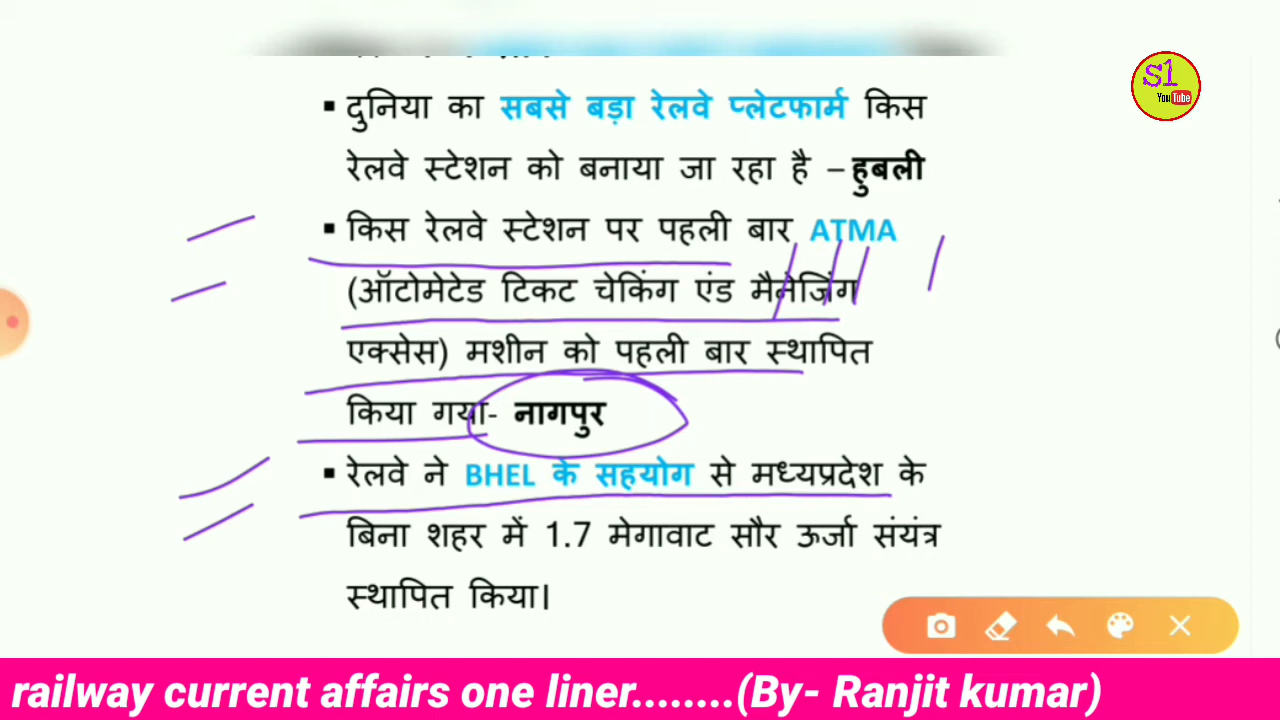 S1
YouTube
▪ दुनिया का सबसे बड़ा रेलवे प्लेटफार्म किस
रेलवे स्टेशन को बनाया जा रहा है – हुबली
▪ किस रेलवे स्टेशन पर पहली बार ATMA
(ऑटोमेटेड टिकट चेकिंग एंड मैनेजिंग
एक्सेस) मशीन को पहली बार स्थापित
किया गया- नागपुर
▪ रेलवे ने BHEL के सहयोग से मध्यप्रदेश के
बिना शहर में 1.7 मेगावाट सौर ऊर्जा संयंत्र
स्थापित किया।
railway current affairs one liner........(By- Ranjit kumar)